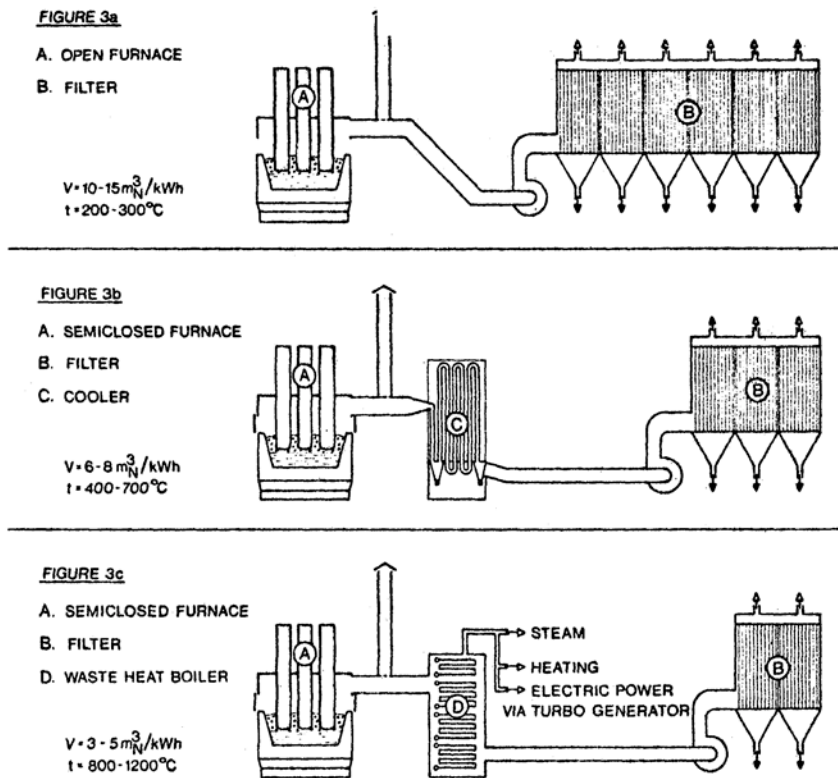 FIGURE 3a
A. OPEN FURNACE
B. FILTER
A
B
V=10-15m³N/kWh
t=200-300°C
FIGURE 3b
A. SEMICLOSED FURNACE
B. FILTER
C. COOLER
A
C
B
V=6-8m³N/kWh
t=400-700°C
FIGURE 3c
A. SEMICLOSED FURNACE
B. FILTER
D. WASTE HEAT BOILER
A
D
STEAM
HEATING
ELECTRIC POWER
VIA TURBO GENERATOR
B
V=3-5m³N/kWh
t=800-1200°C